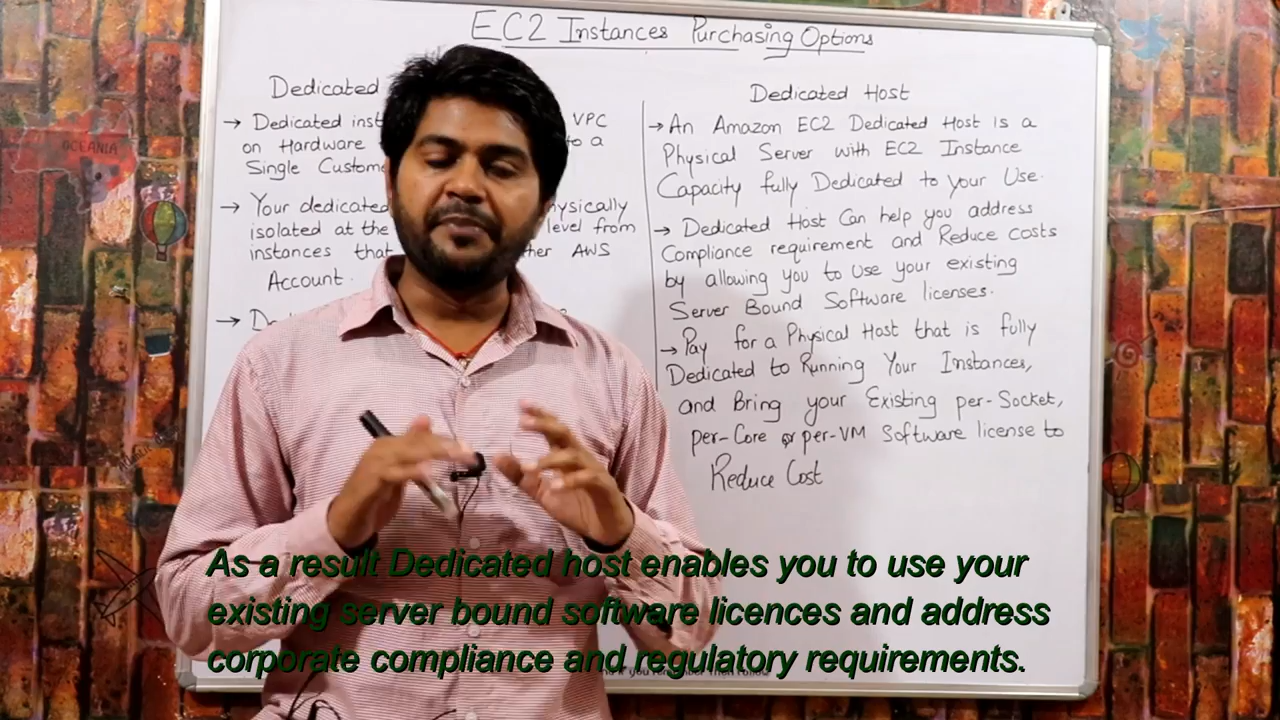 EC2 Instances Purchasing Options
Dedicated
→ Dedicated inst VPC
on Hardware to a
Single Custome
→ Your dedicated hysically
isolated at the level from
instances that ther AWS
Account.
→ De
Dedicated Host
→ An Amazon EC2 Dedicated Host is a
Physical Server with EC2 Instance
Capacity fully Dedicated to your Use.
→ Dedicated Host Can help you address
Compliance requirement and Reduce Costs
by allowing you to use your existing
Server Bound Software licenses.
→ Pay for a Physical Host that is fully
Dedicated to Running Your Instances,
and Bring your Existing per-Socket,
per-Core or per-VM Software license to
Reduce Cost
As a result Dedicated host enables you to use your
existing server bound software licences and address
corporate compliance and regulatory requirements.
OCEANIA